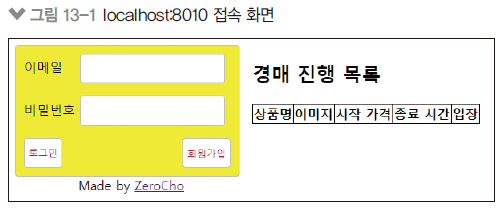 그림 13-1 localhost:8010 접속 화면
이메일
비밀번호
로그인 회원가입
Made by ZeroCho
경매 진행 목록
상품명 이미지 시작 가격 종료 시간 입장